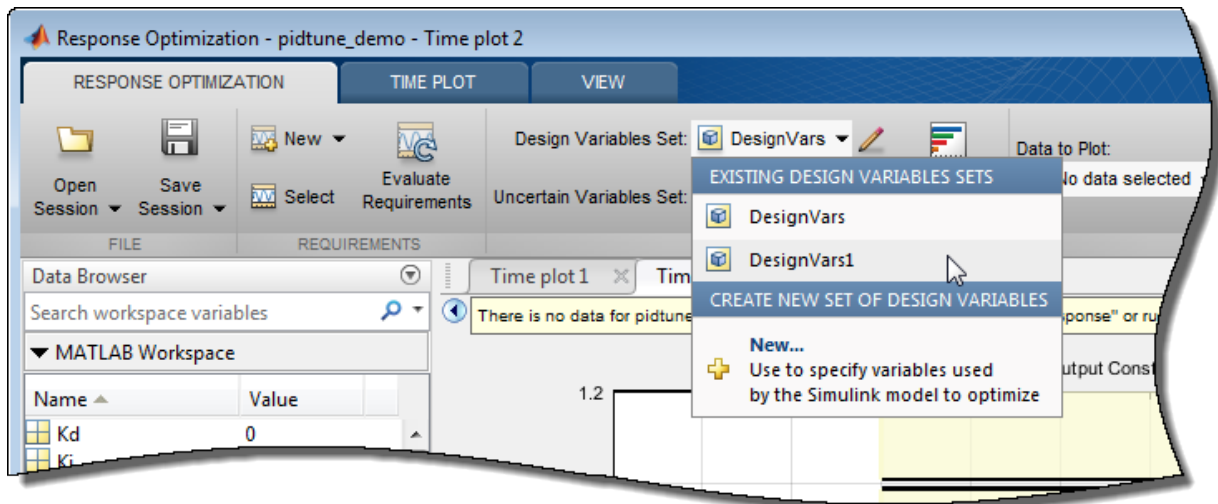 Response Optimization - pidtune_demo - Time plot 2
RESPONSE OPTIMIZATION
TIME PLOT
VIEW
Open Session
Save Session
New
Select
Evaluate Requirements
Design Variables Set: DesignVars
Uncertain Variables Set:
Data to Plot:
No data selected
FILE
REQUIREMENTS
EXISTING DESIGN VARIABLES SETS
DesignVars
DesignVars1
CREATE NEW SET OF DESIGN VARIABLES
New...
Use to specify variables used
by the Simulink model to optimize
Data Browser
Search workspace variables
MATLAB Workspace
Name Value
Kd 0
Ki
Time plot 1
Tim
There is no data for pidtune
sponse" or ru
utput Const
1.2